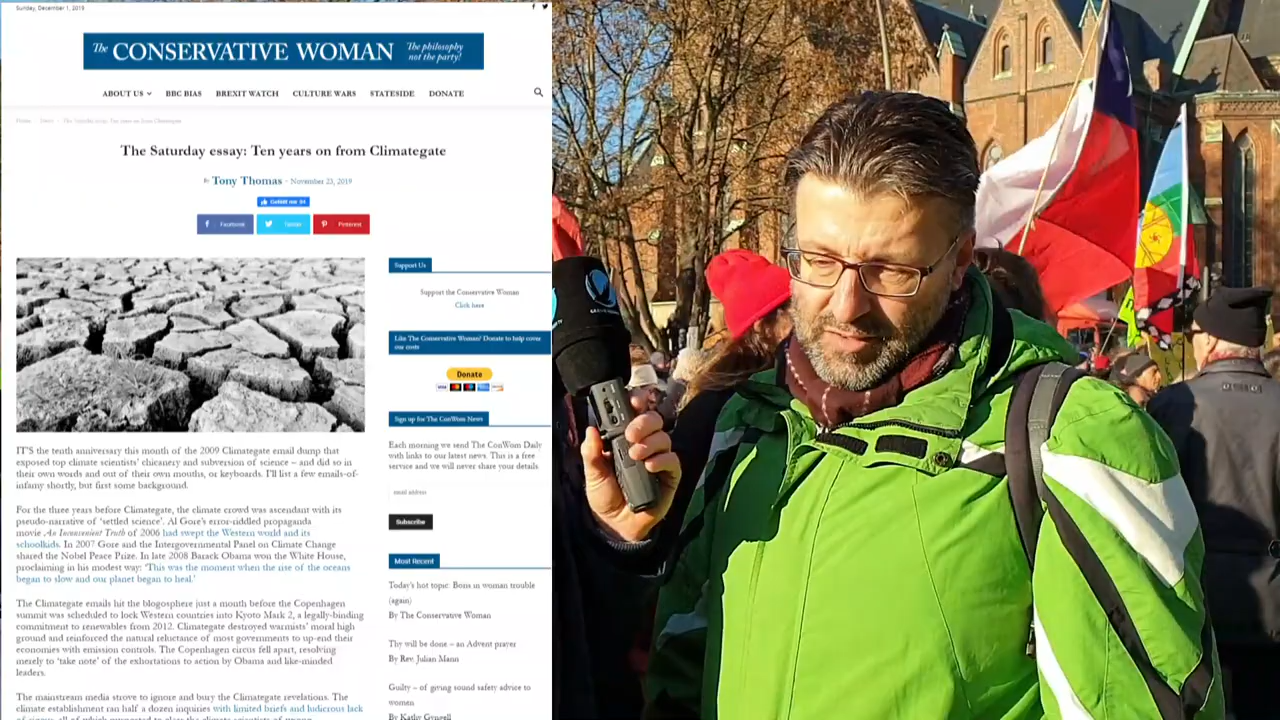 Sunday, December 1, 2019
The CONSERVATIVE WOMAN The philosophy not the party!
ABOUT US BBC BIAS BREXIT WATCH CULTURE WARS STATESIDE DONATE
The Saturday essay: Ten years on from Climategate
By Tony Thomas - November 23, 2019
Gefällt mir 84
Facebook Twitter Pinterest
IT'S the tenth anniversary this month of the 2009 Climategate email dump that
exposed top climate scientists' chicanery and subversion of science – and did so in
their own words and out of their own mouths, or keyboards. I'll list a few emails-of-
infamy shortly, but first some background.
For the three years before Climategate, the climate crowd was ascendant with its
pseudo-narrative of 'settled science'. Al Gore's error-riddled propaganda
movie An Inconvenient Truth of 2006 had swept the Western world and its
schoolkids. In 2007 Gore and the Intergovernmental Panel on Climate Change
shared the Nobel Peace Prize. In late 2008 Barack Obama won the White House,
proclaiming in his modest way: 'This was the moment when the rise of the oceans
began to slow and our planet began to heal.'
The Climategate emails hit the blogosphere just a month before the Copenhagen
summit was scheduled to lock Western countries into Kyoto Mark 2, a legally-binding
commitment to renewables from 2012. Climategate destroyed warmists' moral high
ground and reinforced the natural reluctance of most governments to up-end their
economies with emission controls. The Copenhagen circus fell apart, resolving
merely to 'take note' of the exhortations to action by Obama and like-minded
leaders.
The mainstream media strove to ignore and bury the Climategate revelations. The
climate establishment ran half a dozen inquiries with limited briefs and ludicrous lack
Support Us
Support the Conservative Woman
Click here
Like The Conservative Woman? Donate to help cover
our costs
Donate
Sign up for The ConWom News
Each morning we send The ConWom Daily
with links to our latest news. This is a free
service and we will never share your details
email address
Subscribe
Most Recent
Today's hot topic: Boris in woman trouble
(again)
By The Conservative Woman
Thy will be done – an Advent prayer
By Rev. Julian Mann
Guilty – of giving sound safety advice to
women
By Kathy Gyngell